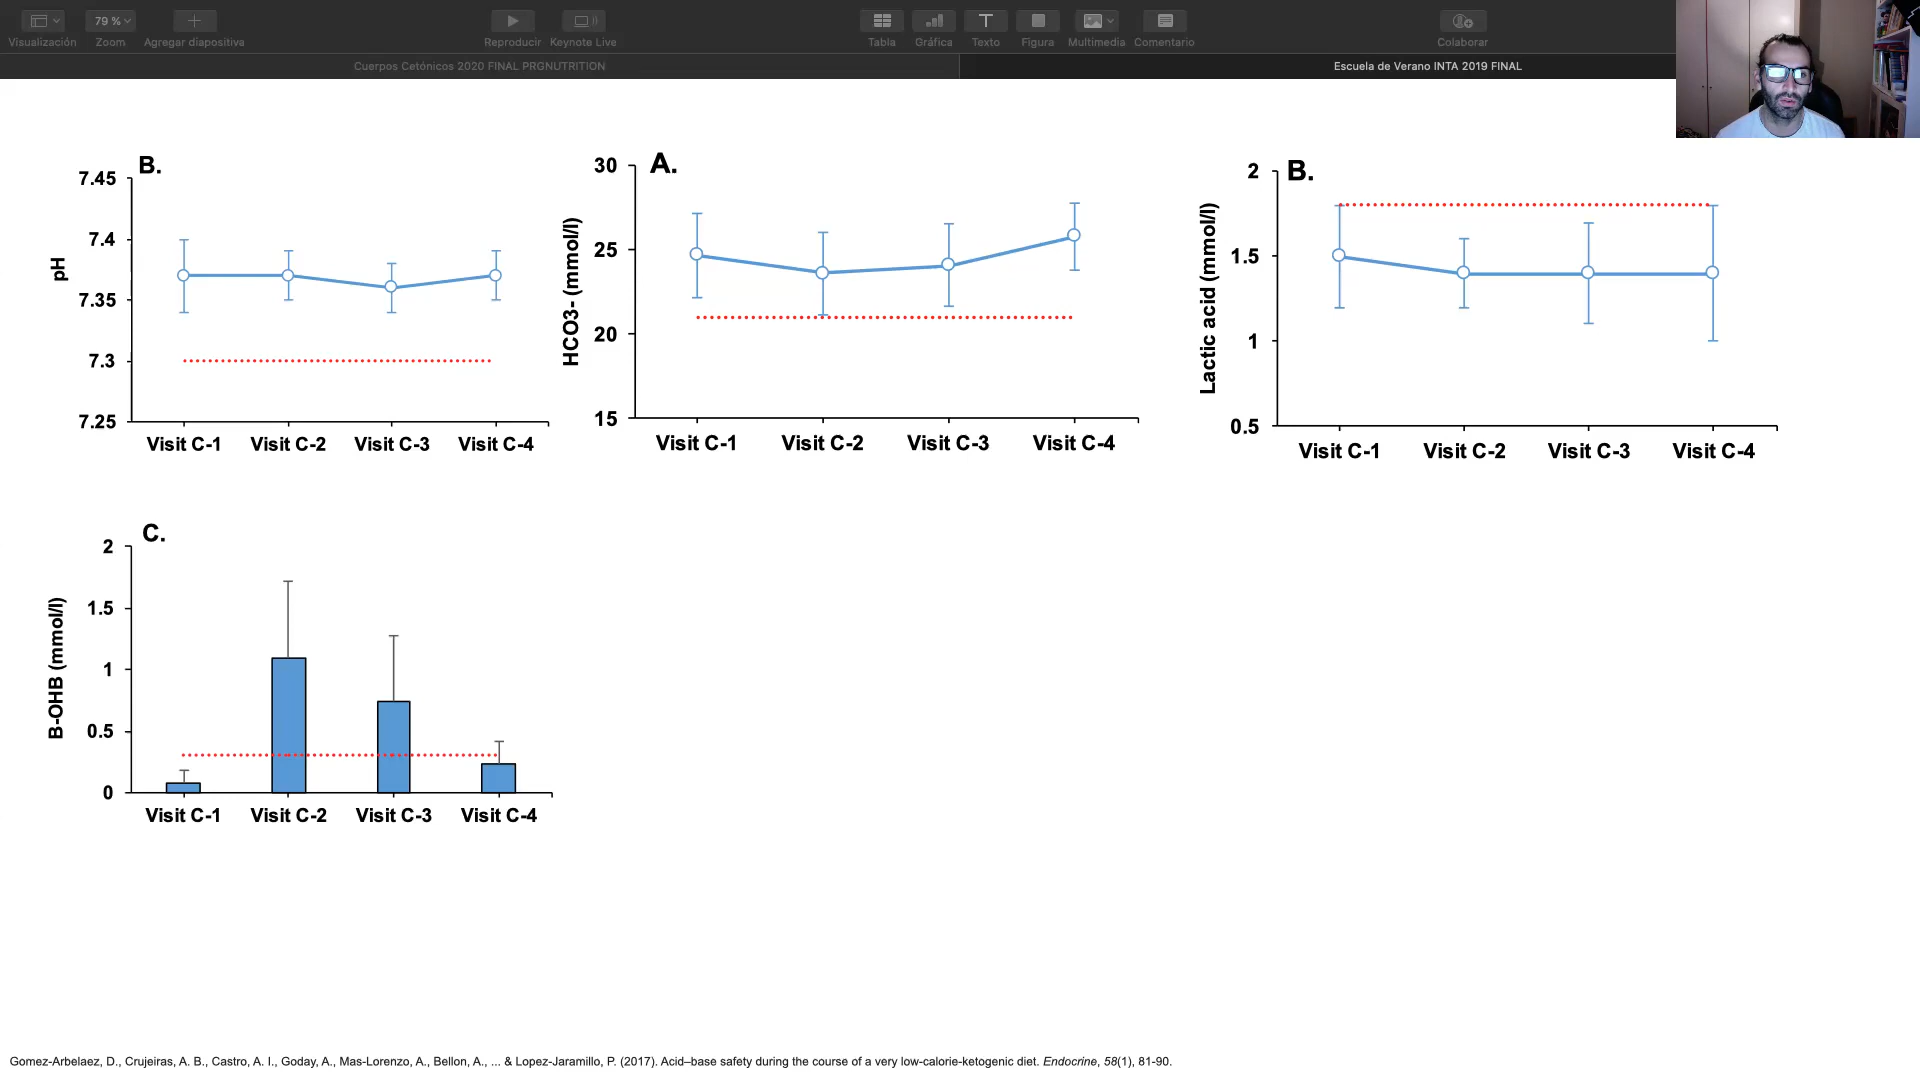 79 %
Visualización Zoom Agregar diapositiva Reproducir Keynote Live Tabla Gráfica Texto Figura Multimedia Comentario Colaborar
Cuerpos Cetónicos 2020 FINAL PRGNUTRITION
Escuela de Verano INTA 2019 FINAL
B.
pH
7.45
7.4
7.35
7.3
7.25
Visit C-1 Visit C-2 Visit C-3 Visit C-4
A.
HCO3- (mmol/l)
30
25
20
15
Visit C-1 Visit C-2 Visit C-3 Visit C-4
B.
Lactic acid (mmol/l)
2
1.5
1
0.5
Visit C-1 Visit C-2 Visit C-3 Visit C-4
C.
B-OHB (mmol/l)
2
1.5
1
0.5
0
Visit C-1 Visit C-2 Visit C-3 Visit C-4
Gomez-Arbelaez, D., Crujeiras, A. B., Castro, A. I., Goday, A., Mas-Lorenzo, A., Bellon, A., ... & Lopez-Jaramillo, P. (2017). Acid–base safety during the course of a very low-calorie-ketogenic diet. Endocrine, 58(1), 81-90.